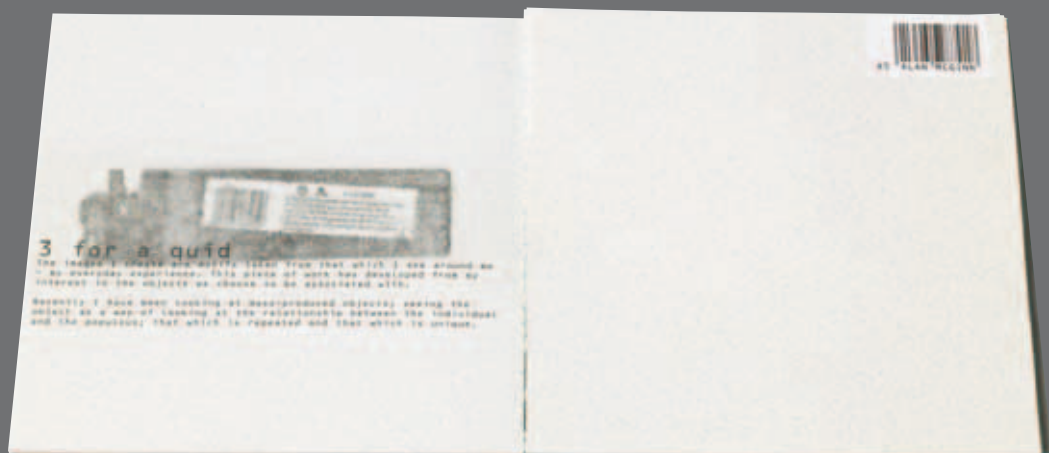 3 for a quid
The images I create are mostly taken from that which I see around me
- my everyday experience. This piece of work has developed from my
interest in the objects we choose to be associated with.
Recently I have been looking at mass-produced objects; seeing the
object as a way of looking at the relationship between the individual
and the populous; that which is repeated and that which is unique.
ALAN MCGINN